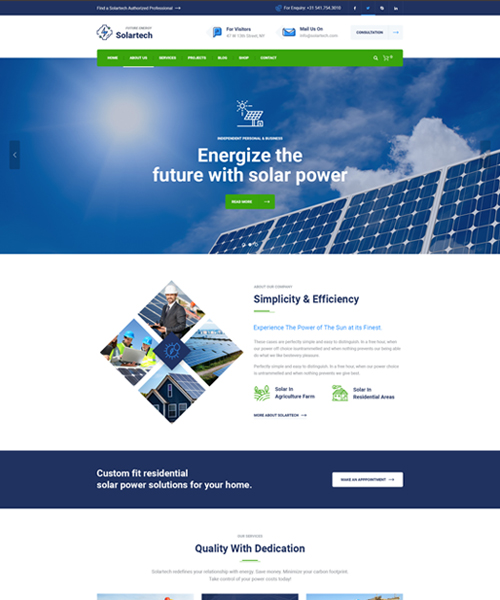 Find a Solartech Authorized Professional
For Enquiry: +31 541.754.3010
FUTURE ENERGY
Solartech
For Visitors
47 W 13th Street, NY
Mail Us On
info@solartech.com
CONSULTATION
HOME ABOUT US SERVICES PROJECTS BLOG SHOP CONTACT
INDEPENDENT PERSONAL & BUSINESS
Energize the
future with solar power
READ MORE
ABOUT OUR COMPANY
Simplicity & Efficiency
Experience The Power of The Sun at its Finest.
These cases are perfectly simple and easy to distinguish. In a free hour, when
our power off choice isuntrammelled and when nothing prevents our being able
do what we like bestevery pleasure.
Perfectly simple and easy to distinguish. In a free hour, when our power choice
is untrammelled and when nothing prevents we give best.
Solar In
Agriculture Farm
Solar In
Residential Areas
MORE ABOUT SOLARTECH
Custom fit residential
solar power solutions for your home.
MAKE AN APPPOINTMENT
OUR SERVICES
Quality With Dedication
Solartech redefines your relationship with energy. Save money. Minimize your carbon footprint.
Take control of your power costs today!